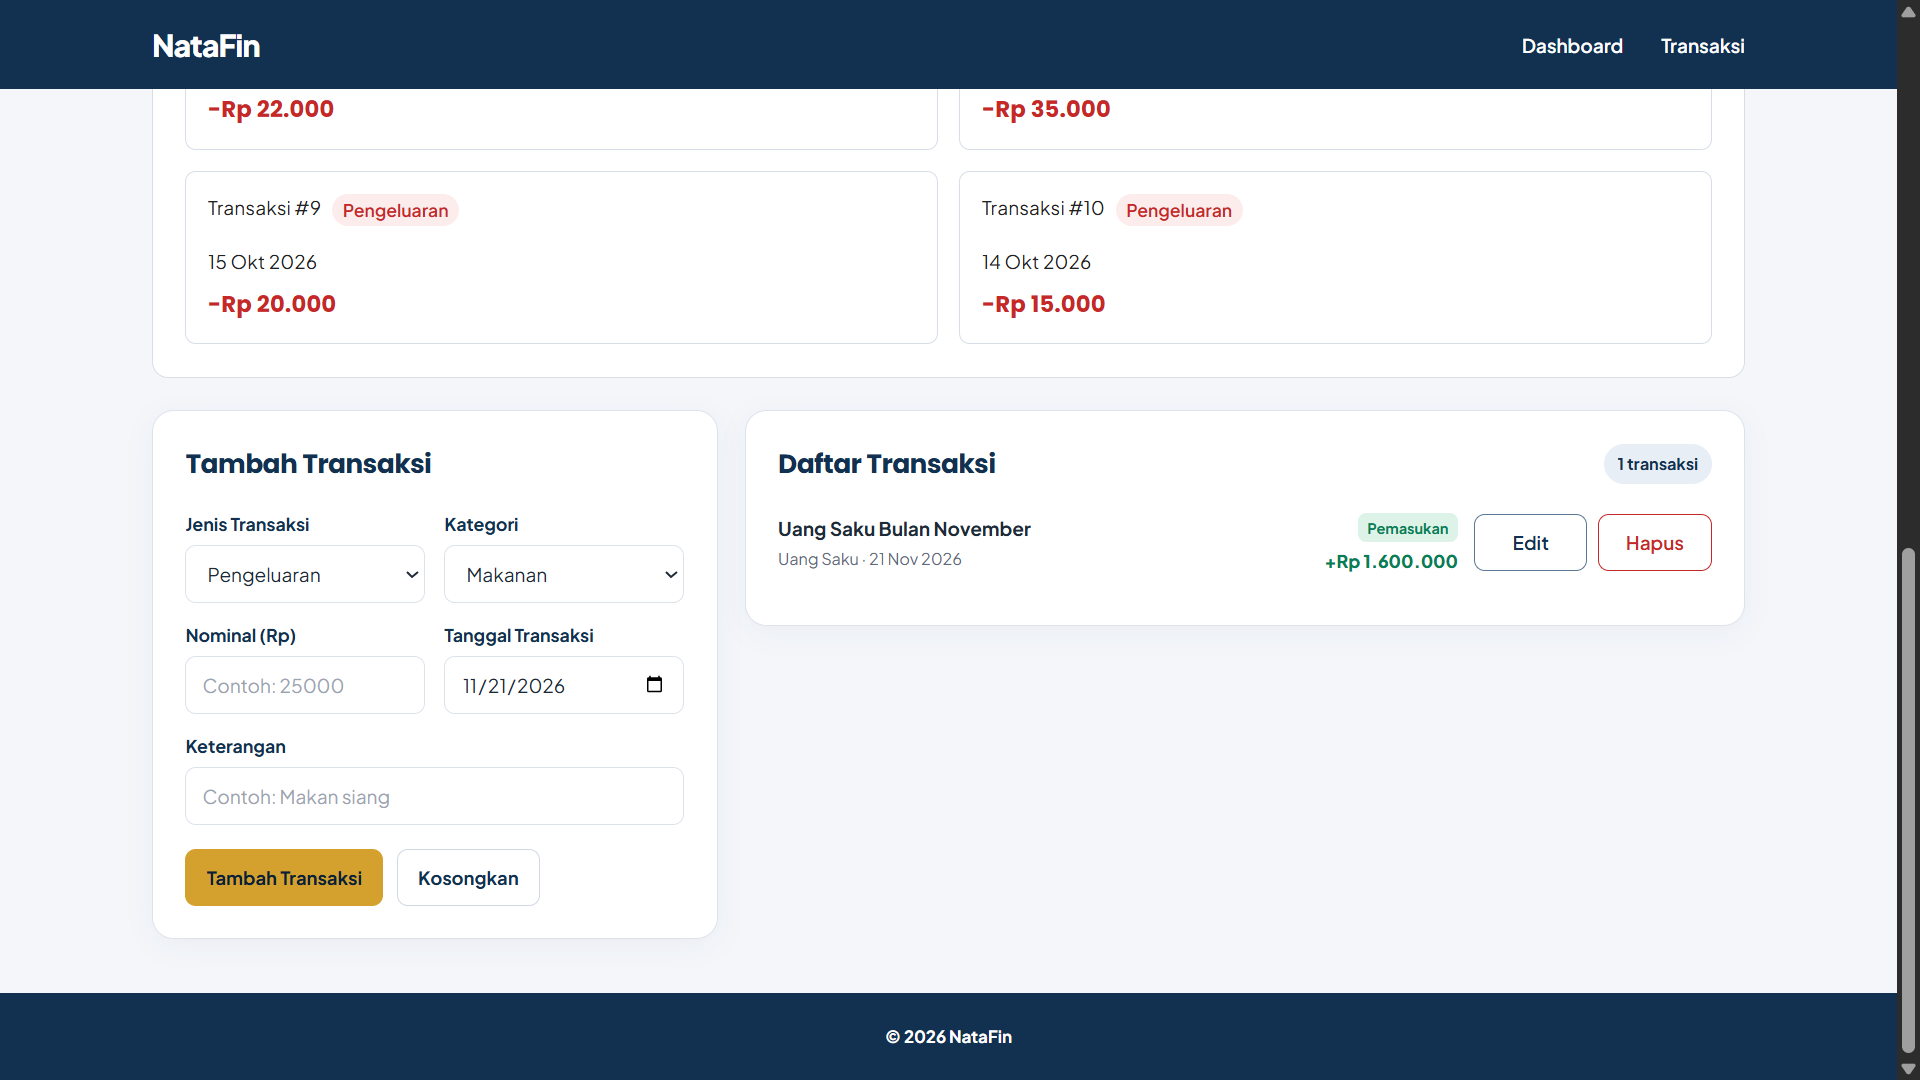 NataFin
Dashboard
Transaksi
-Rp 22.000
-Rp 35.000
Transaksi #9
Pengeluaran
15 Okt 2026
-Rp 20.000
Transaksi #10
Pengeluaran
14 Okt 2026
-Rp 15.000
Tambah Transaksi
Jenis Transaksi
Pengeluaran
Kategori
Makanan
Nominal (Rp)
Contoh: 25000
Tanggal Transaksi
11/21/2026
Keterangan
Contoh: Makan siang
Tambah Transaksi
Kosongkan
Daftar Transaksi
1 transaksi
Uang Saku Bulan November
Uang Saku · 21 Nov 2026
Pemasukan
+Rp 1.600.000
Edit
Hapus
© 2026 NataFin